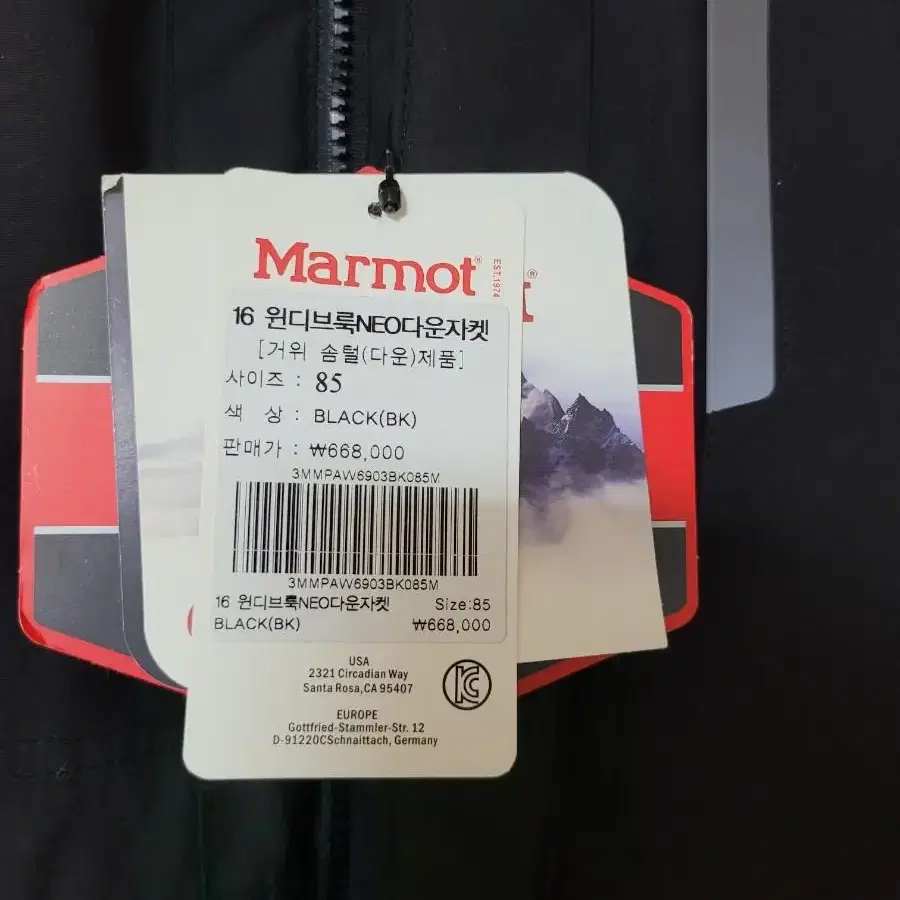 Marmot®
EST.1974
®
16 윈디브룩NEO다운자켓
[거위 솜털(다운)제품]
사이즈 : 85
색 상 : BLACK(BK)
판매가 : ₩668,000
3MMPAW6903BK085M
3MMPAW6903BK085M
16 윈디브룩NEO다운자켓 Size:85
BLACK(BK) ₩668,000
USA
2321 Circadian Way
Santa Rosa,CA 95407
EUROPE
Gottfried-Stammler-Str. 12
D-91220CSchnaittach, Germany